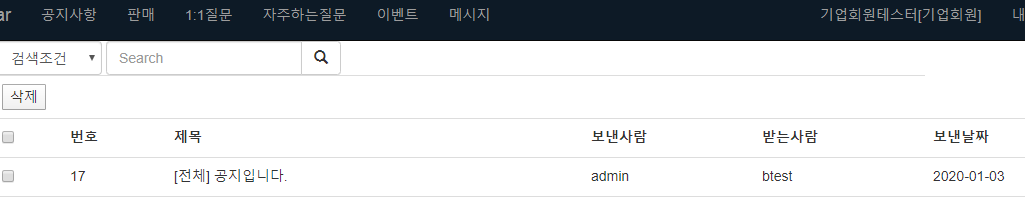 ar 공지사항 판매 1:1질문 자주하는질문 이벤트 메시지 기업회원테스터[기업회원] 내
검색조건 Search
삭제
번호 제목 보낸사람 받는사람 보낸날짜
17 [전체] 공지입니다. admin btest 2020-01-03